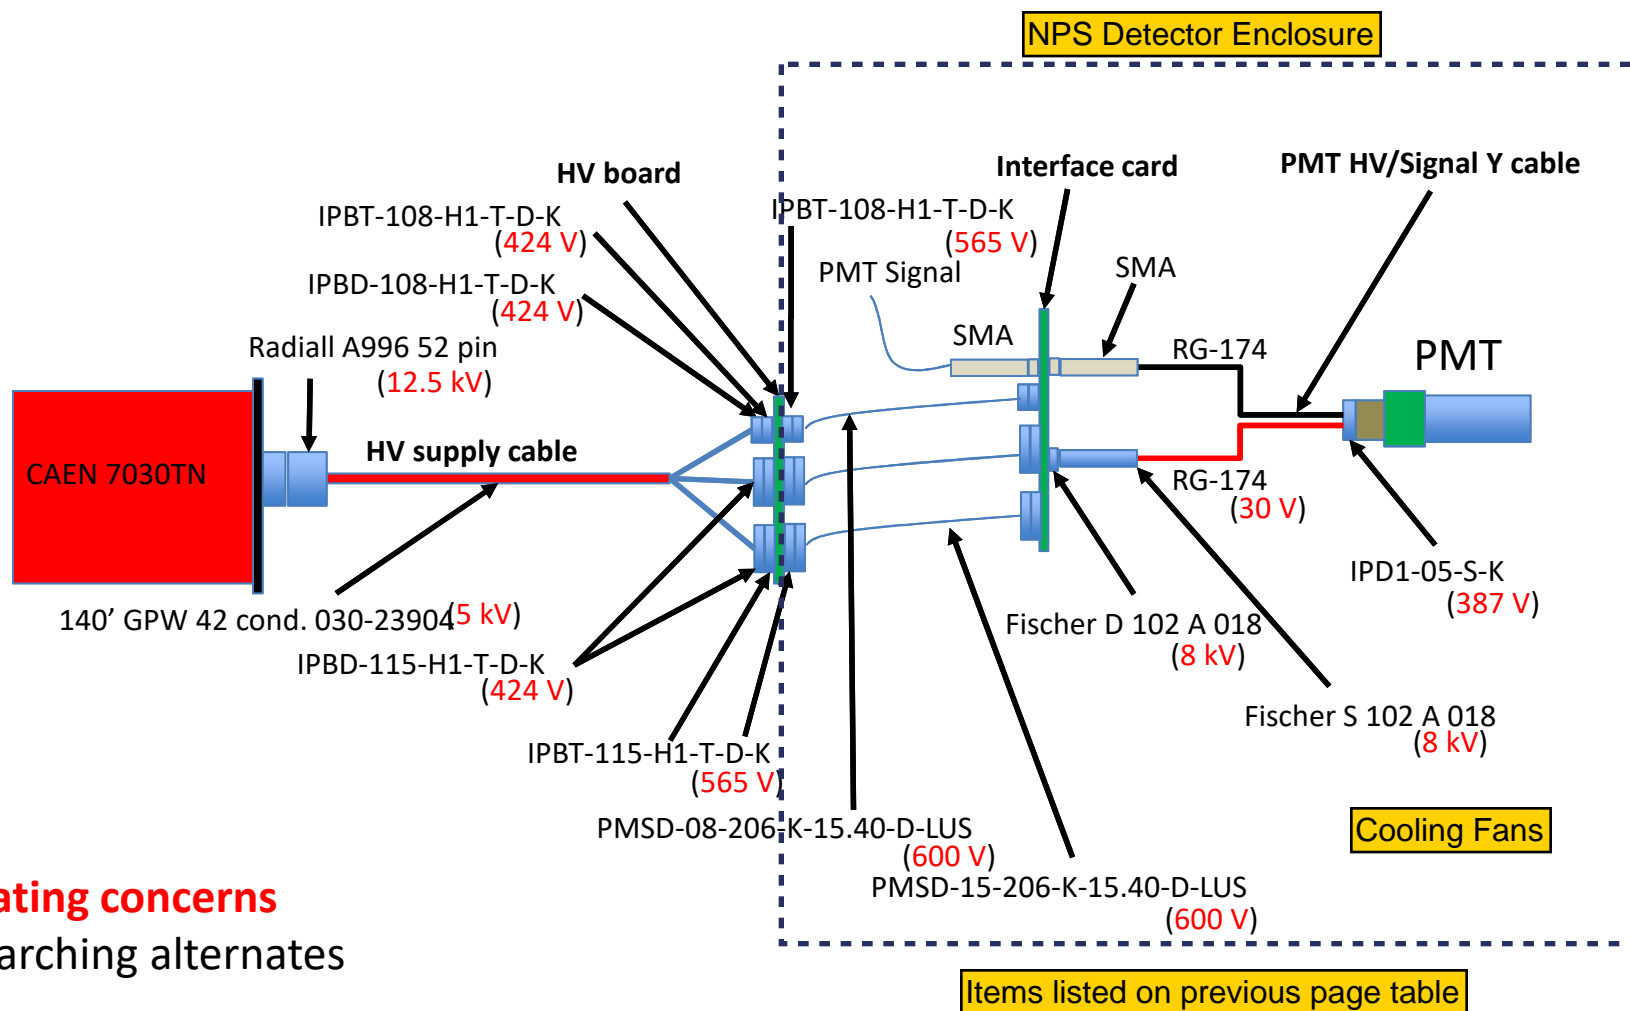 NPS Detector Enclosure
HV board
Interface card
PMT HV/Signal Y cable
IPBT-108-H1-T-D-K
(424 V)
IPBT-108-H1-T-D-K
(565 V)
IPBD-108-H1-T-D-K
(424 V)
PMT Signal
SMA
Radiall A996 52 pin
(12.5 kV)
SMA
RG-174
PMT
CAEN 7030TN
HV supply cable
RG-174
(30 V)
IPD1-05-S-K
(387 V)
140’ GPW 42 cond. 030-23904
(5 kV)
Fischer D 102 A 018
(8 kV)
IPBD-115-H1-T-D-K
(424 V)
Fischer S 102 A 018
(8 kV)
IPBT-115-H1-T-D-K
(565 V)
PMSD-08-206-K-15.40-D-LUS
(600 V)
Cooling Fans
PMSD-15-206-K-15.40-D-LUS
(600 V)
ating concerns
arching alternates
Items listed on previous page table